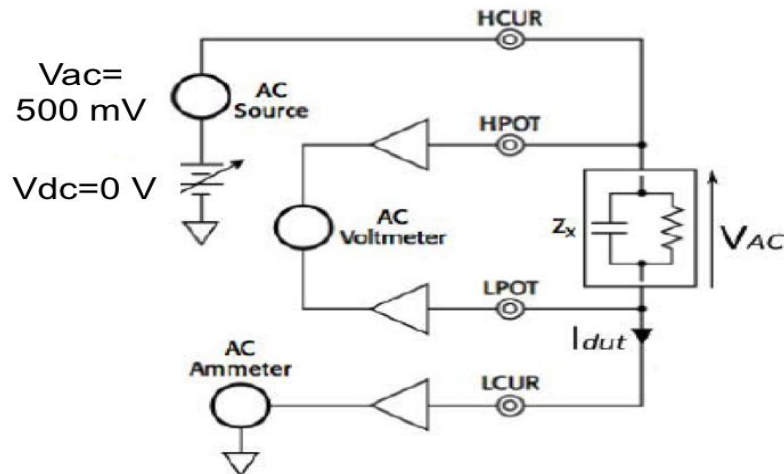 HCUR
Vac=
500 mV
AC
Source
HPOT
Vdc=0 V
AC
Voltmeter
Zx
VAC
LPOT
Idut
AC
Ammeter
LCUR